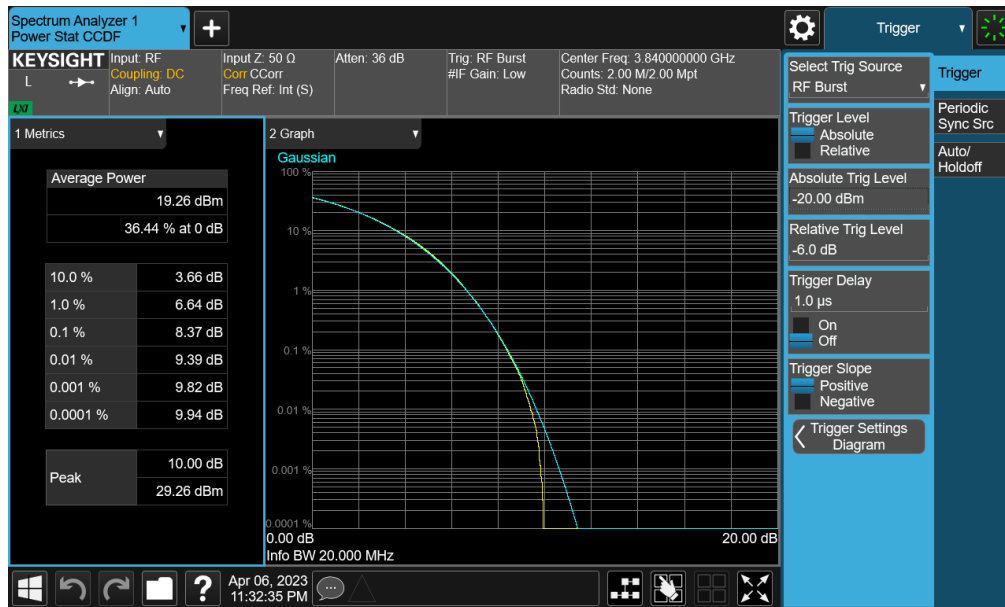 Spectrum Analyzer 1
Power Stat CCDF
+
Trigger
KEYSIGHT
L
LXI
Input: RF
Coupling: DC
Align: Auto
Input Z: 50 Ω
Corr CCorr
Freq Ref: Int (S)
Atten: 36 dB
Trig: RF Burst
#IF Gain: Low
Center Freq: 3.840000000 GHz
Counts: 2.00 M/2.00 Mpt
Radio Std: None
1 Metrics
Average Power
19.26 dBm
36.44 % at 0 dB
10.0 % 3.66 dB
1.0 % 6.64 dB
0.1 % 8.37 dB
0.01 % 9.39 dB
0.001 % 9.82 dB
0.0001 % 9.94 dB
Peak
10.00 dB
29.26 dBm
2 Graph
Gaussian
100 %
10 %
1 %
0.1 %
0.01 %
0.001 %
0.0001 %
0.00 dB 20.00 dB
Info BW 20.000 MHz
Select Trig Source
RF Burst
Trigger Level
Absolute
Relative
Absolute Trig Level
-20.00 dBm
Relative Trig Level
-6.0 dB
Trigger Delay
1.0 µs
On
Off
Trigger Slope
Positive
Negative
Trigger Settings
Diagram
Trigger
Periodic
Sync Src
Auto/
Holdoff
?
Apr 06, 2023
11:32:35 PM